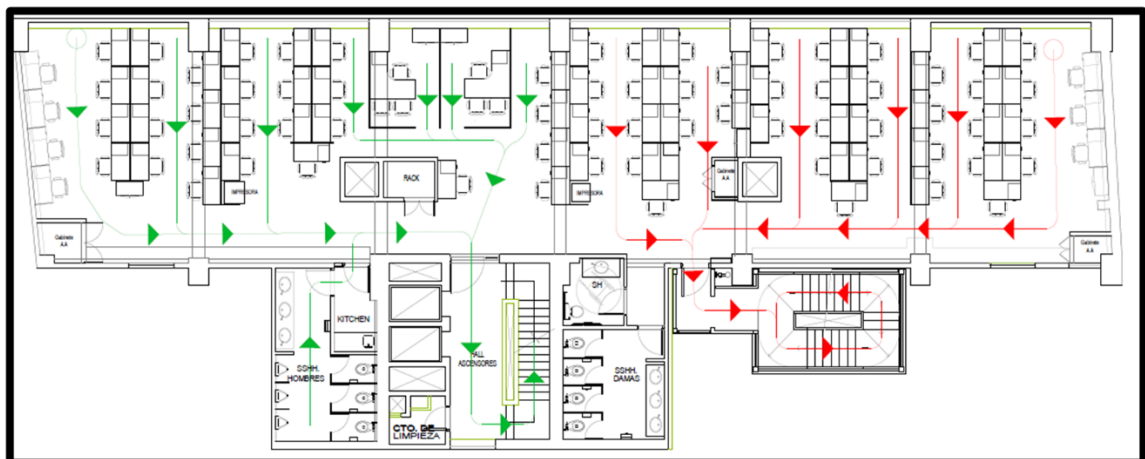 RACK
IMPRESORA
IMPRESORA
Gabinete
A.A
Gabinete
A.A
Gabinete
A.A
SH
KITCHEN
HALL
ASCENSORES
SSHH.
HOMBRES
SSHH.
DAMAS
CTO. DE
LIMPIEZA